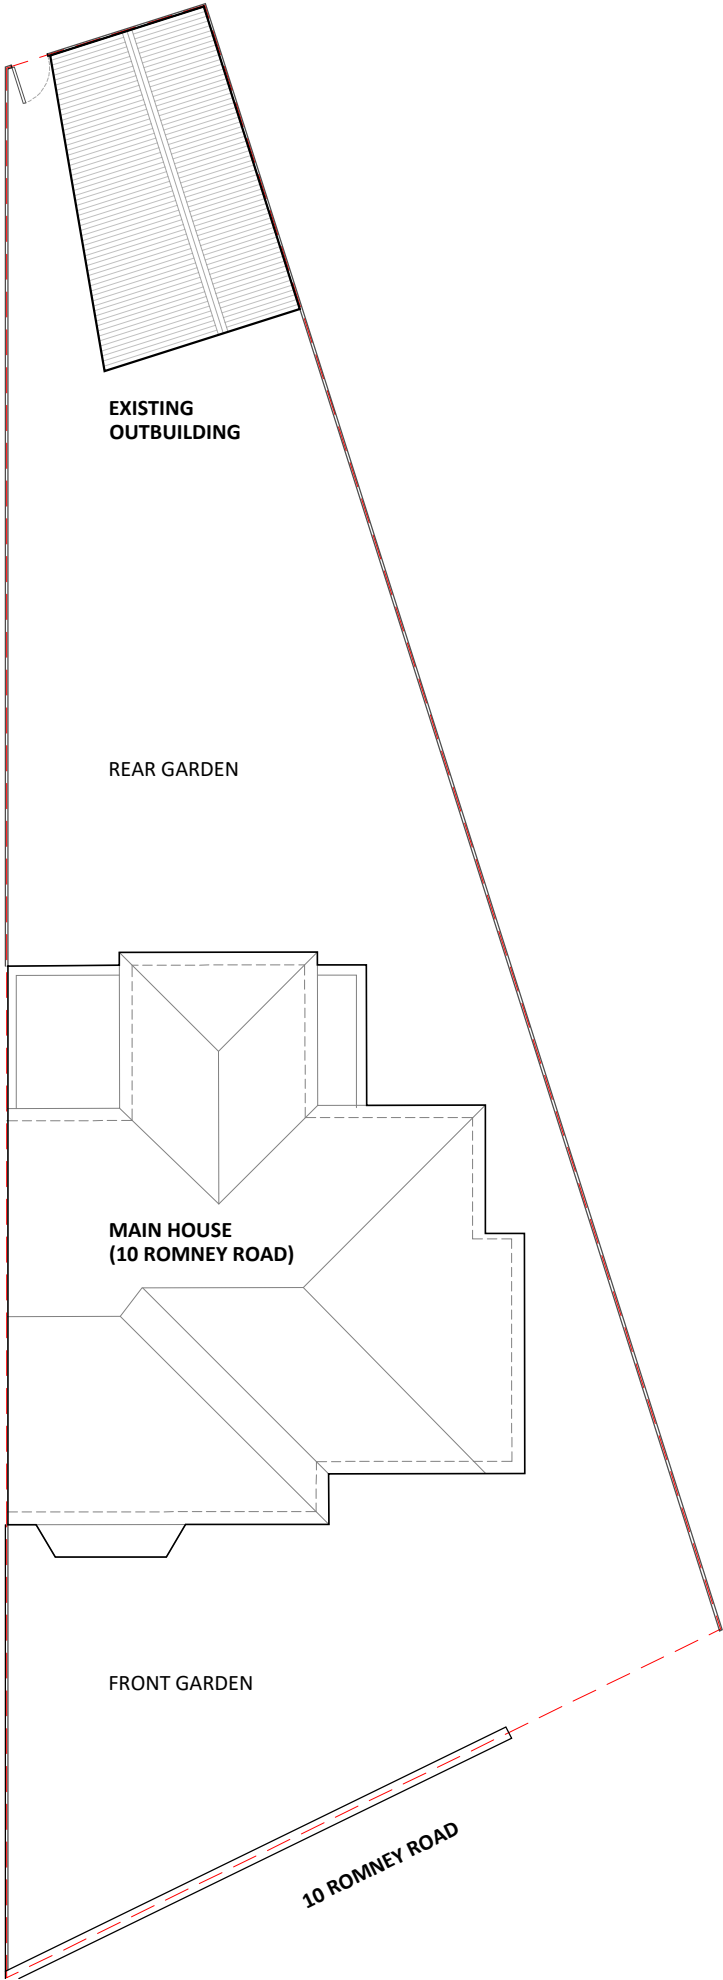 EXISTING
OUTBUILDING
REAR GARDEN
MAIN HOUSE
(10 ROMNEY ROAD)
FRONT GARDEN
10 ROMNEY ROAD